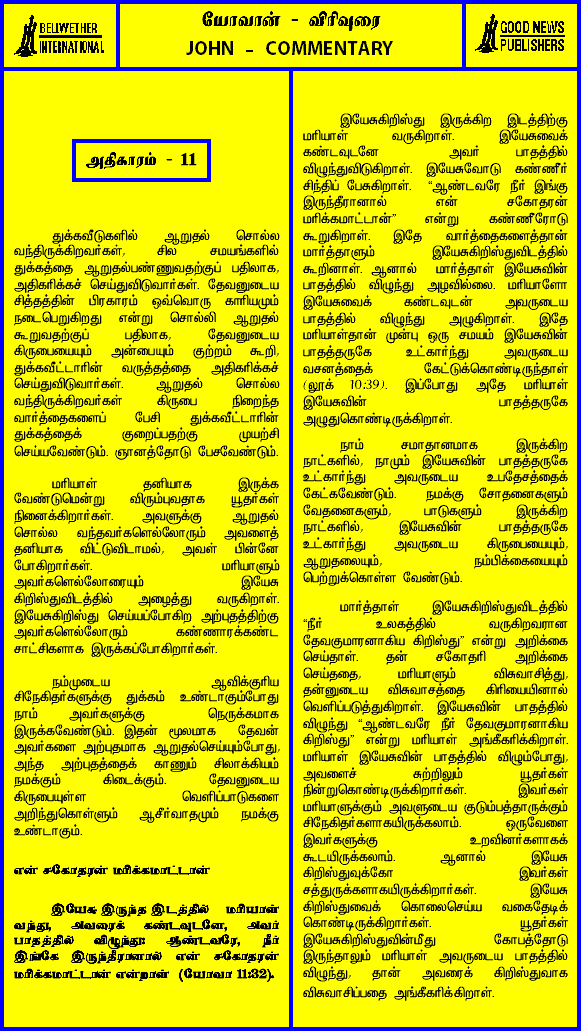 BELLWETHER
INTERNATIONAL
யோவான் - விரிவுரை
JOHN - COMMENTARY
GOOD NEWS
PUBLISHERS
அதிகாரம் - 11
துக்கவீடுகளில் ஆறுதல் சொல்ல
வந்திருக்கிறவர்கள், சில சமயங்களில்
துக்கத்தை ஆறுதல்பண்ணுவதற்குப் பதிலாக,
அதிகரிக்கச் செய்துவிடுவார்கள். தேவனுடைய
சித்தத்தின் பிரகாரம் ஒவ்வொரு காரியமும்
நடைபெறுகிறது என்று சொல்லி ஆறுதல்
கூறுவதற்குப் பதிலாக, தேவனுடைய
கிருபையையும் அன்பையும் குற்றம் கூறி,
துக்கவீட்டாரின் வருத்தத்தை அதிகரிக்கச்
செய்துவிடுவார்கள். ஆறுதல் சொல்ல
வந்திருக்கிறவர்கள் கிருபை நிறைந்த
வார்த்தைகளைப் பேசி துக்கவீட்டாரின்
துக்கத்தைக் குறைப்பதற்கு முயற்சி
செய்யவேண்டும். ஞானத்தோடு பேசவேண்டும்.
மரியாள் தனியாக இருக்க
வேண்டுமென்று விரும்புவதாக யூதர்கள்
நினைக்கிறார்கள். அவளுக்கு ஆறுதல்
சொல்ல வந்தவர்களெல்லோரும் அவளைத்
தனியாக விட்டுவிடாமல், அவள் பின்னே
போகிறார்கள். மரியாளும்
அவர்களெல்லோரையும் இயேசு
கிறிஸ்துவிடத்தில் அழைத்து வருகிறாள்.
இயேசுகிறிஸ்து செய்யப்போகிற அற்புதத்திற்கு
அவர்களெல்லோரும் கண்ணாரக்கண்ட
சாட்சிகளாக இருக்கப்போகிறார்கள்.
நம்முடைய ஆவிக்குரிய
சிநேகிதர்களுக்கு துக்கம் உண்டாகும்போது
நாம் அவர்களுக்கு நெருக்கமாக
இருக்கவேண்டும். இதன் மூலமாக தேவன்
அவர்களை அற்புதமாக ஆறுதல்செய்யும்போது,
அந்த அற்புதத்தைக் காணும் சிலாக்கியம்
நமக்கும் கிடைக்கும். தேவனுடைய
கிருபையுள்ள வெளிப்பாடுகளை
அறிந்துகொள்ளும் ஆசீர்வாதமும் நமக்கு
உண்டாகும்.
என் சகோதரன் மரிக்கமாட்டான்
இயேசு இருந்த இடத்தில் மரியாள்
வந்து, அவரைக் கண்டவுடனே, அவர்
பாதத்தில் விழுந்து: ஆண்டவரே, நீர்
இங்கே இருந்தீரானால் என் சகோதரன்
மரிக்கமாட்டான் என்றாள் (யோவா 11:32).
இயேசுகிறிஸ்து இருக்கிற இடத்திற்கு
மரியாள் வருகிறாள். இயேசுவைக்
கண்டவுடனே அவர் பாதத்தில்
விழுந்துவிடுகிறாள். இயேசுவோடு கண்ணீர்
சிந்திப் பேசுகிறாள். “ஆண்டவரே நீர் இங்கு
இருந்தீரானால் என் சகோதரன்
மரிக்கமாட்டான்” என்று கண்ணீரோடு
கூறுகிறாள். இதே வார்த்தைகளைத்தான்
மார்த்தாளும் இயேசுகிறிஸ்துவிடத்தில்
கூறினாள். ஆனால் மார்த்தாள் இயேசுவின்
பாதத்தில் விழுந்து அழவில்லை. மரியாளோ
இயேசுவைக் கண்டவுடன் அவருடைய
பாதத்தில் விழுந்து அழுகிறாள். இதே
மரியாள்தான் முன்பு ஒரு சமயம் இயேசுவின்
பாதத்தருகே உட்கார்ந்து அவருடைய
வசனத்தைக் கேட்டுக்கொண்டிருந்தாள்
(லூக் 10:39). இப்போது அதே மரியாள்
இயேசுவின் பாதத்தருகே
அழுதுகொண்டிருக்கிறாள்.
நாம் சமாதானமாக இருக்கிற
நாட்களில், நாமும் இயேசுவின் பாதத்தருகே
உட்கார்ந்து அவருடைய உபதேசத்தைக்
கேட்கவேண்டும். நமக்கு சோதனைகளும்
வேதனைகளும், பாடுகளும் இருக்கிற
நாட்களில், இயேசுவின் பாதத்தருகே
உட்கார்ந்து அவருடைய கிருபையையும்,
ஆறுதலையும், நம்பிக்கையையும்
பெற்றுக்கொள்ள வேண்டும்.
மார்த்தாள் இயேசுகிறிஸ்துவிடத்தில்
“நீர் உலகத்தில் வருகிறவரான
தேவகுமாரனாகிய கிறிஸ்து” என்று அறிக்கை
செய்தாள். தன் சகோதரி அறிக்கை
செய்ததை, மரியாளும் விசுவாசித்து,
தன்னுடைய விசுவாசத்தை கிரியையினால்
வெளிப்படுத்துகிறாள். இயேசுவின் பாதத்தில்
விழுந்து “ஆண்டவரே நீர் தேவகுமாரனாகிய
கிறிஸ்து” என்று மரியாள் அங்கீகரிக்கிறாள்.
மரியாள் இயேசுவின் பாதத்தில் விழும்போது,
அவளைச் சுற்றிலும் யூதர்கள்
நின்றுகொண்டிருக்கிறார்கள். இவர்கள்
மரியாளுக்கும் அவளுடைய குடும்பத்தாருக்கும்
சிநேகிதர்களாகயிருக்கலாம். ஒருவேளை
இவர்களுக்கு உறவினர்களாகக்
கூடயிருக்கலாம். ஆனால் இயேசு
கிறிஸ்துவுக்கோ இவர்கள்
சத்துருக்களாகயிருக்கிறார்கள். இயேசு
கிறிஸ்துவைக் கொலைசெய்ய வகைதேடிக்
கொண்டிருக்கிறார்கள். யூதர்கள்
இயேசுகிறிஸ்துவின்மீது கோபத்தோடு
இருந்தாலும் மரியாள் அவருடைய பாதத்தில்
விழுந்து, தான் அவரைக் கிறிஸ்துவாக
விசுவாசிப்பதை அங்கீகரிக்கிறாள்.